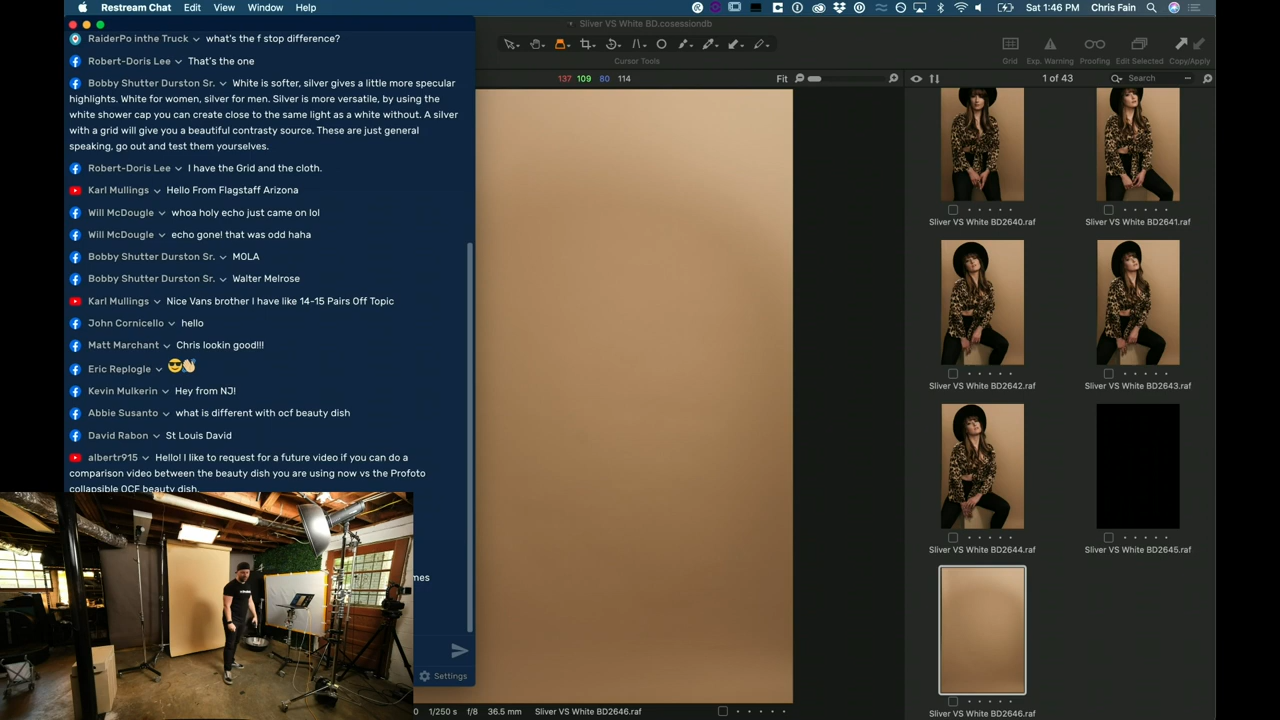 Restream Chat File Edit View Window Help
Sat 1:46 PM Chris Fain
Sliver VS White BD.cosessiondb
Cursor Tools
Grid Exp. Warning Proofing Edit Selected Copy/Apply
137 109 80 114
Fit
1 of 43
Search
RaiderPo inthe Truck what's the f stop difference?
Robert-Doris Lee That's the one
Bobby Shutter Durston Sr. White is softer, silver gives a little more specular
highlights. White for women, silver for men. Silver is more versatile, by using the
white shower cap you can create close to the same light as a white without. A silver
with a grid will give you a beautiful contrasty source. These are just general
speaking, go out and test them yourselves.
Robert-Doris Lee I have the Grid and the cloth.
Karl Mullings Hello From Flagstaff Arizona
Will McDougle whoa holy echo just came on lol
Will McDougle echo gone! that was odd haha
Bobby Shutter Durston Sr. MOLA
Bobby Shutter Durston Sr. Walter Melrose
Karl Mullings Nice Vans brother I have like 14-15 Pairs Off Topic
John Cornicello hello
Matt Marchant Chris lookin good!!!
Eric Replogle 😎👏🏼
Kevin Mulkerin Hey from NJ!
Abbie Susanto what is different with ocf beauty dish
David Rabon St Louis David
albertr915 Hello! I like to request for a future video if you can do a
comparison video between the beauty dish you are using now vs the Profoto
collapsible OCF beauty dish.
mes
Settings
0 1/250 s f/8 36.5 mm Sliver VS White BD2646.raf
Sliver VS White BD2640.raf
Sliver VS White BD2641.raf
Sliver VS White BD2642.raf
Sliver VS White BD2643.raf
Sliver VS White BD2644.raf
Sliver VS White BD2645.raf
Sliver VS White BD2646.raf